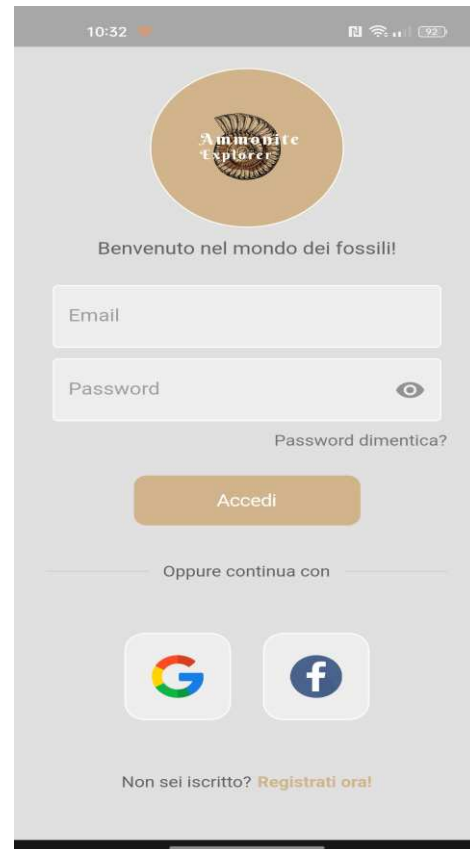 10:32
92
Ammonite
Explorer
Benvenuto nel mondo dei fossili!
Email
Password
Password dimentica?
Accedi
Oppure continua con
Non sei iscritto? Registrati ora!